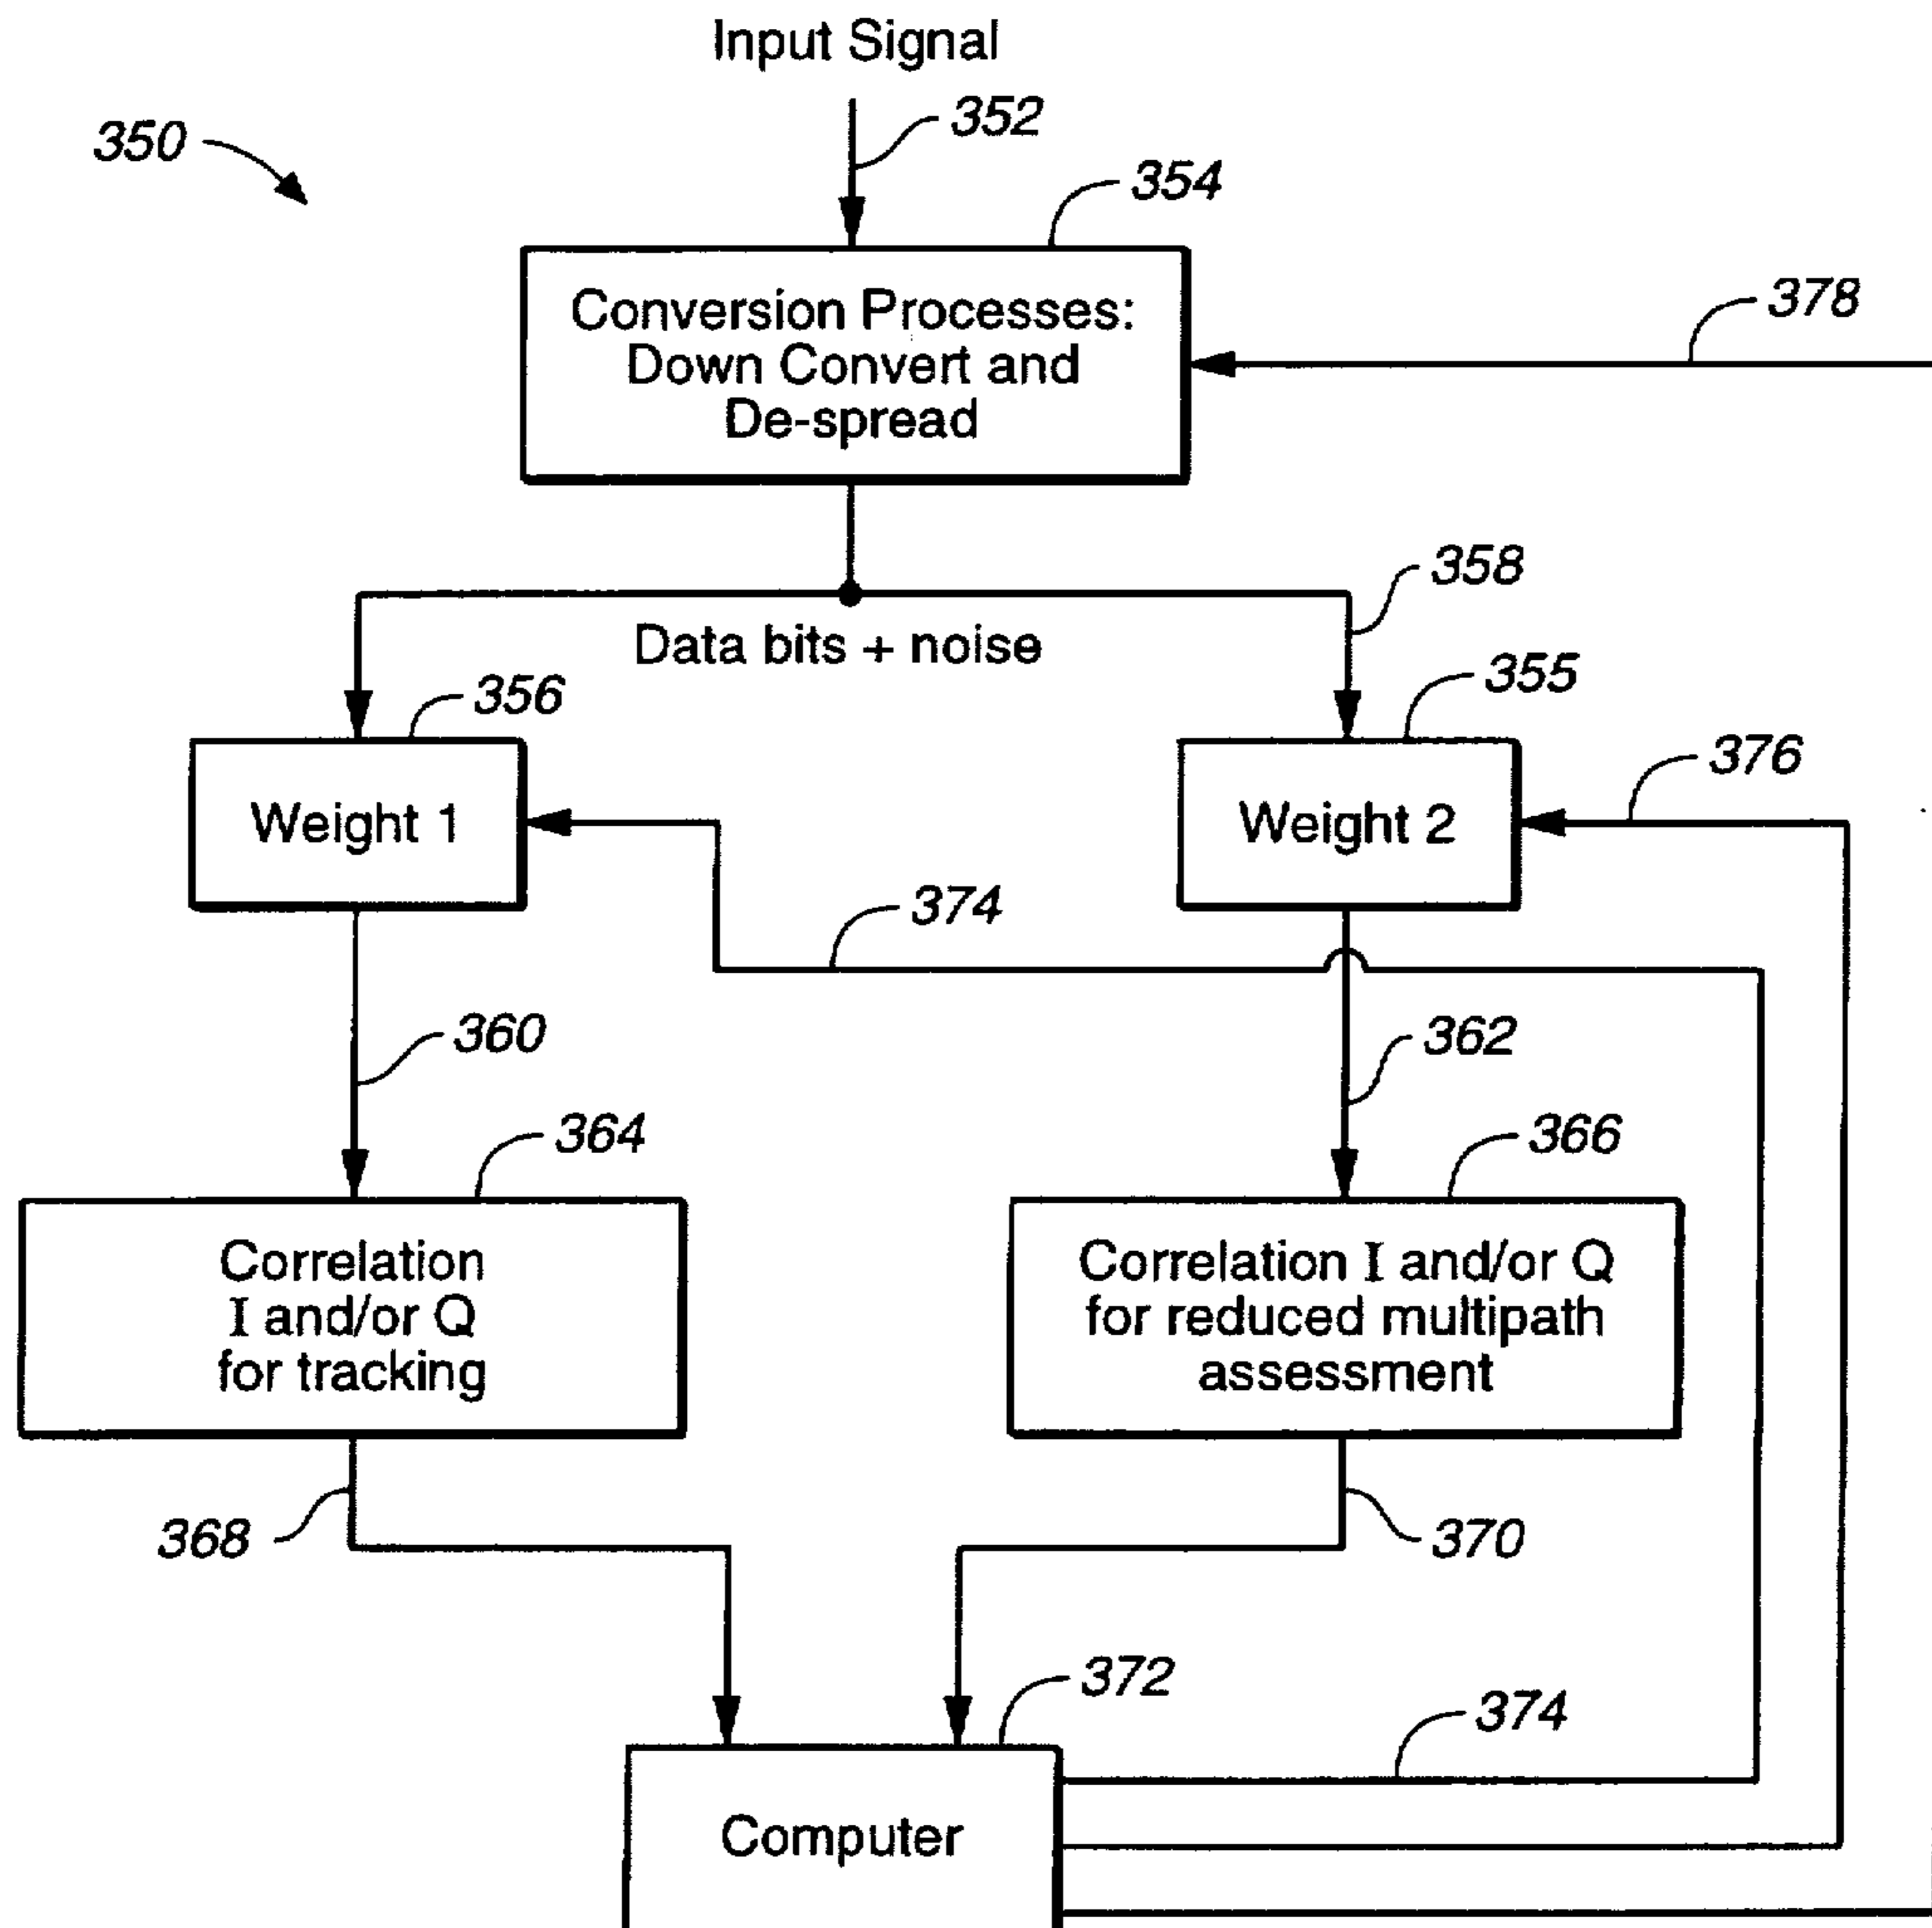 Input Signal
352
350
354
Conversion Processes:
Down Convert and
De-spread
378
358
Data bits + noise
356
355
376
Weight 1
Weight 2
374
360
362
364
366
Correlation
I and/or Q
for tracking
Correlation I and/or Q
for reduced multipath
assessment
368
370
372
374
Computer